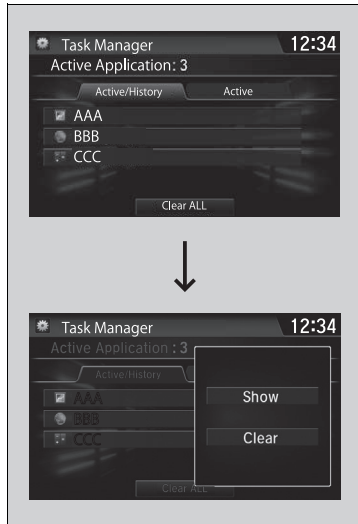 Task Manager 12:34
Active Application: 3
Active/History Active
AAA
BBB
CCC
Clear ALL
Task Manager 12:34
Active Application : 3
Active/History
AAA
BBB
CCC
Show
Clear
Clear ALL